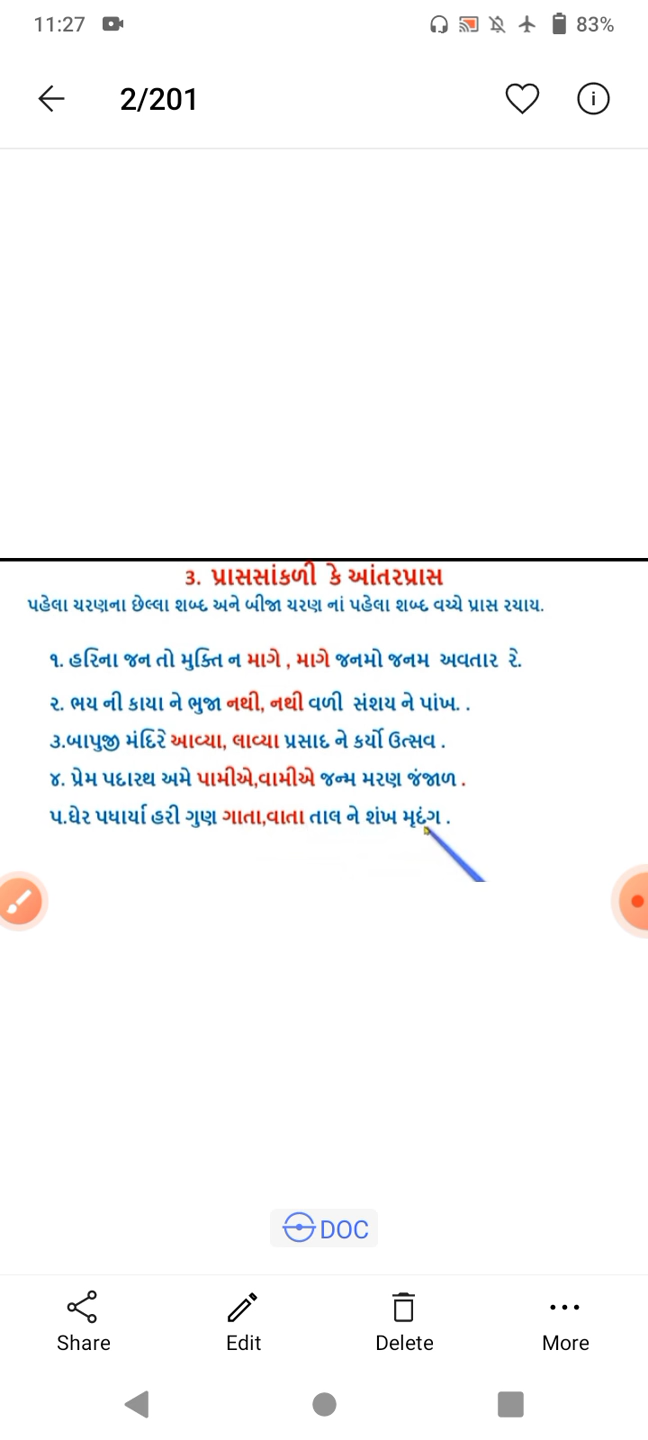 11:27 83%
2/201
3. પ્રાસસાંકળી કે આંતરપ્રાસ
પહેલા ચરણના છેલ્લા શબ્દ અને બીજા ચરણ નાં પહેલા શબ્દ વચ્ચે પ્રાસ રચાય.
૧. હરિના જન તો મુક્તિ ન માગે , માગે જનમો જનમ અવતાર રે.
૨. ભય ની કાયા ને ભુજા નથી, નથી વળી સંશય ને પાંખ. .
૩.બાપુજી મંદિરે આવ્યા, લાવ્યા પ્રસાદ ને કર્યો ઉત્સવ .
૪. પ્રેમ પદારથ અમે પામીએ,વામીએ જન્મ મરણ જંજાળ .
૫.ઘેર પધાર્યા હરી ગુણ ગાતા,વાતા તાલ ને શંખ મૃદંગ .
DOC
Share Edit Delete More